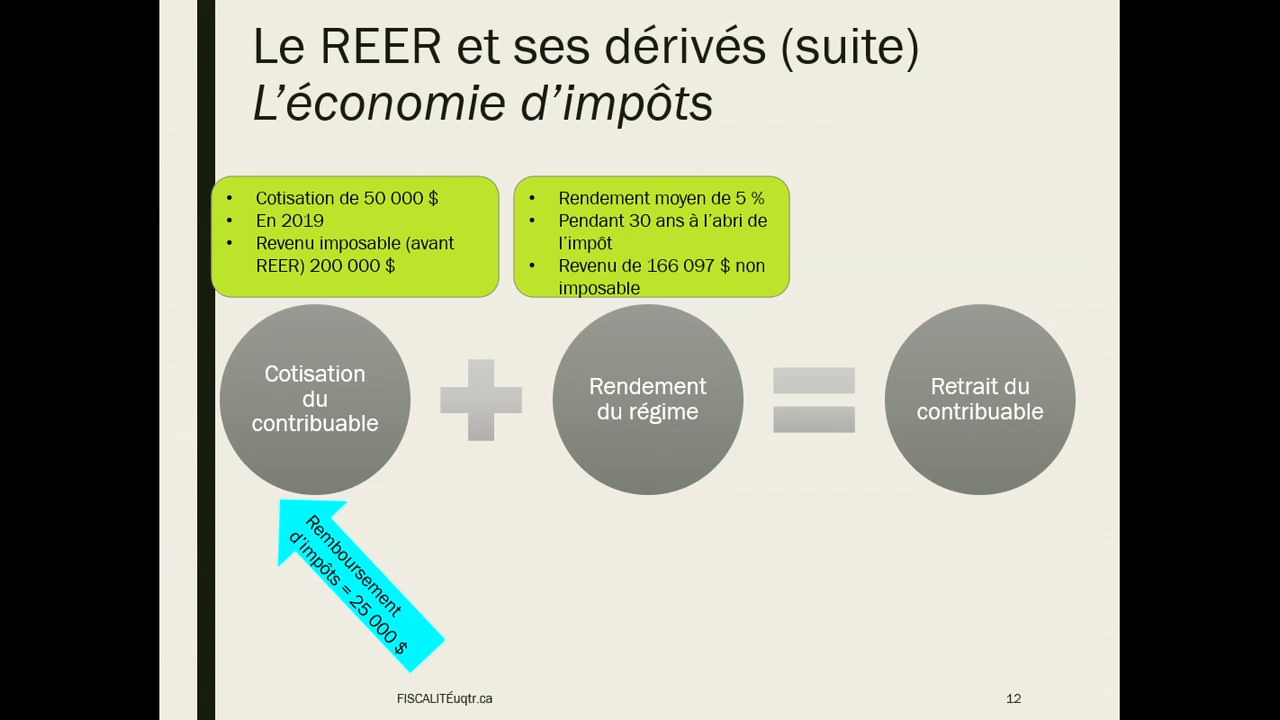 Le REER et ses dérivés (suite)
L’économie d’impôts
• Cotisation de 50 000 $
• En 2019
• Revenu imposable (avant
REER) 200 000 $
• Rendement moyen de 5 %
• Pendant 30 ans à l’abri de
l’impôt
• Revenu de 166 097 $ non
imposable
Cotisation
du
contribuable
Rendement
du régime
Retrait du
contribuable
Remboursement
d’impôts = 25 000 $
FISCALITÉuqtr.ca
12